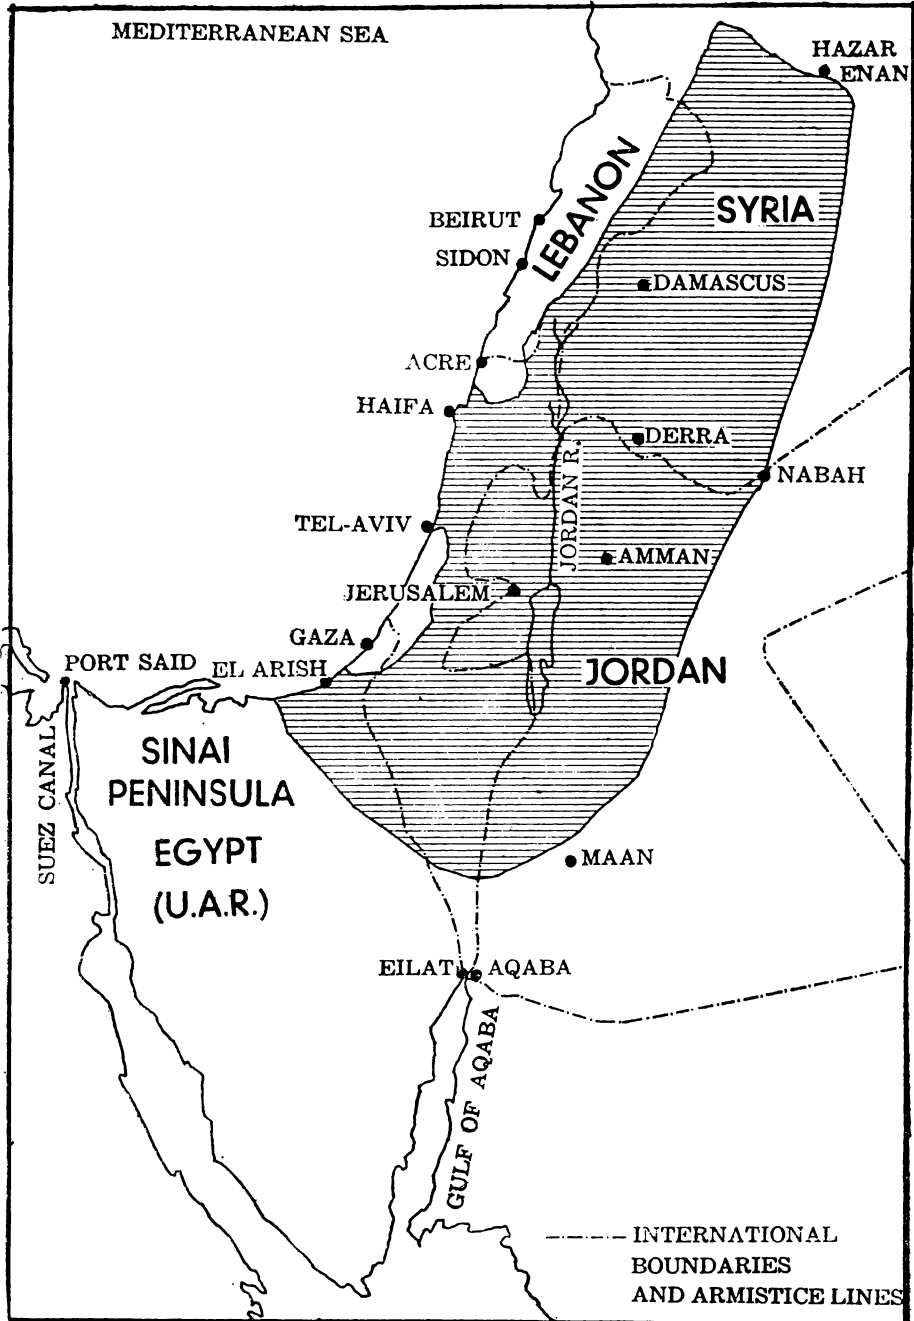 MEDITERRANEAN SEA
HAZAR
ENAN
LEBANON
SYRIA
BEIRUT
SIDON
DAMASCUS
ACRE
HAIFA
DERRA
JORDAN R.
NABAH
TEL-AVIV
AMMAN
JERUSALEM
GAZA
PORT SAID
EL ARISH
JORDAN
SUEZ CANAL
SINAI
PENINSULA
EGYPT
(U.A.R.)
MAAN
EILAT
AQABA
GULF OF AQABA
INTERNATIONAL
BOUNDARIES
AND ARMISTICE LINES